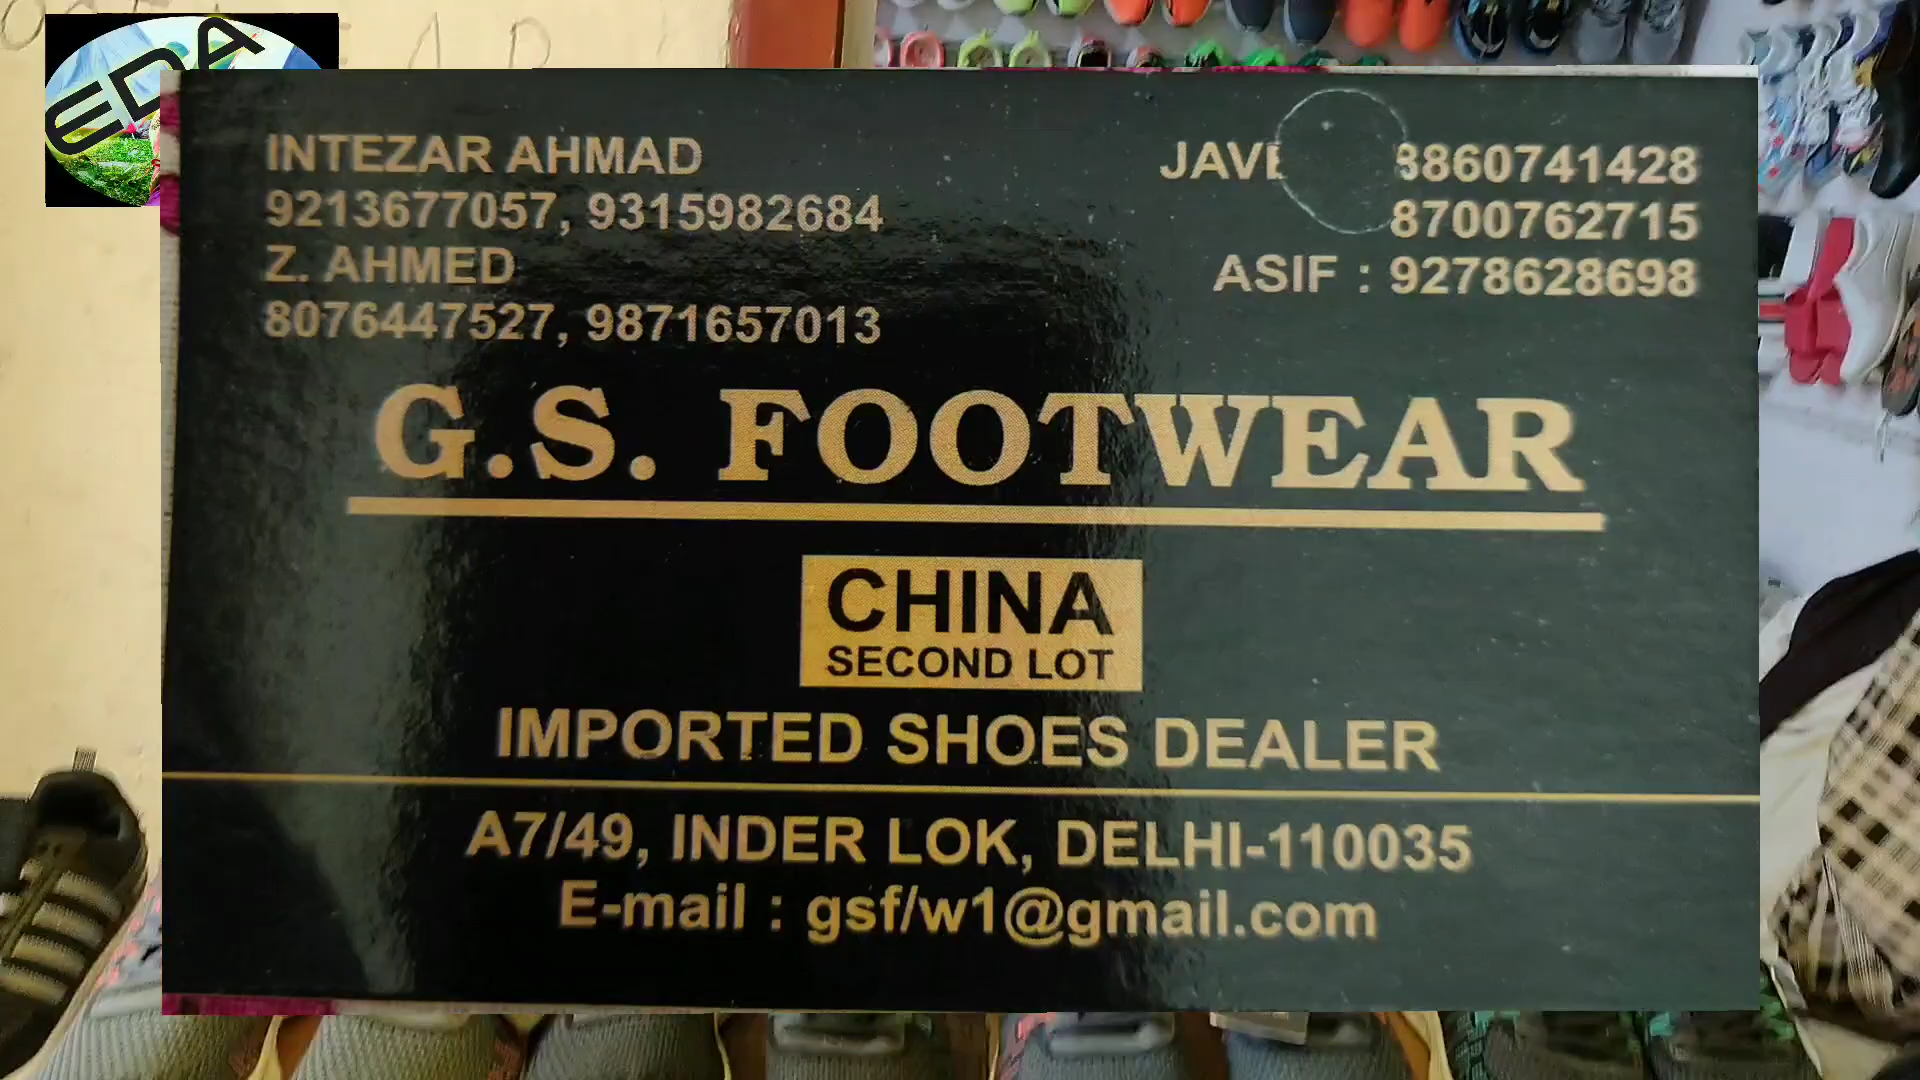 EDA
INTEZAR AHMAD
9213677057, 9315982684
Z. AHMED
8076447527, 9871657013
8860741428
8700762715
ASIF : 9278628698
G.S. FOOTWEAR
CHINA
SECOND LOT
IMPORTED SHOES DEALER
A7/49, INDER LOK, DELHI-110035
E-mail : gsf/w1@gmail.com